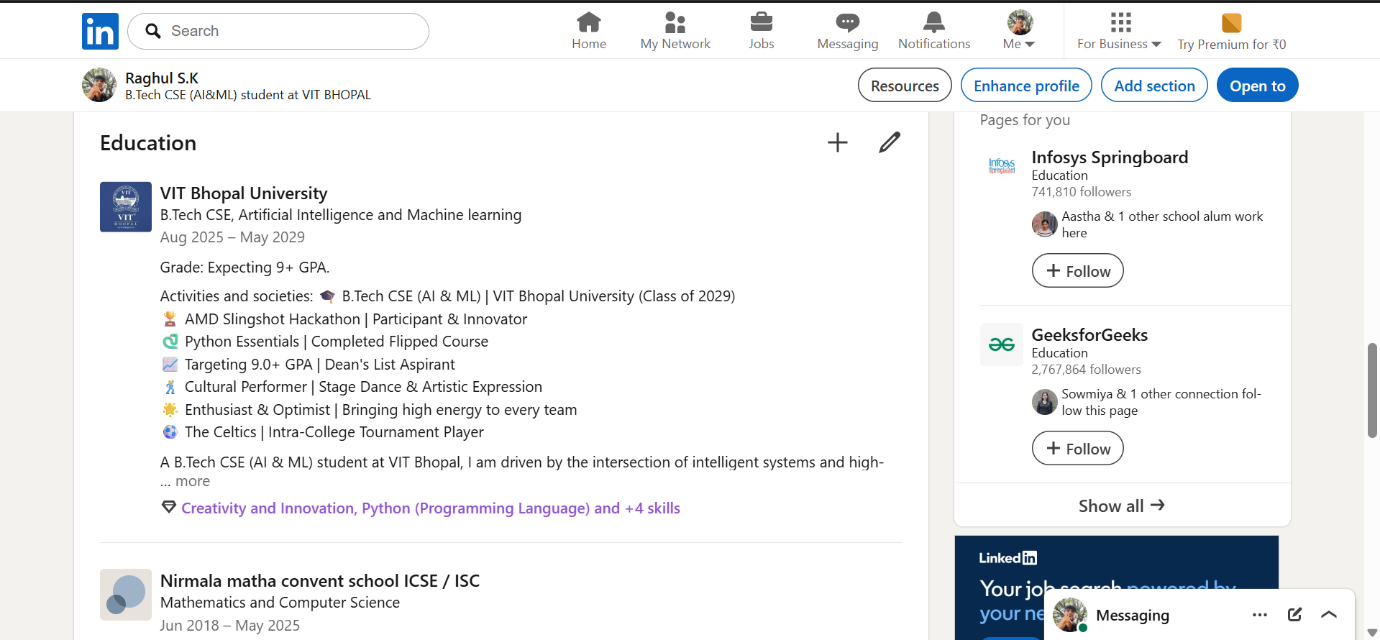 in Search
Home
My Network
Jobs
Messaging
Notifications
Me
For Business
Try Premium for ₹0
Raghul S.K
B.Tech CSE (AI&ML) student at VIT BHOPAL
Resources
Enhance profile
Add section
Open to
Education
VIT Bhopal University
B.Tech CSE, Artificial Intelligence and Machine learning
Aug 2025 – May 2029
Grade: Expecting 9+ GPA.
Activities and societies: 🎓 B.Tech CSE (AI & ML) | VIT Bhopal University (Class of 2029)
🏆 AMD Slingshot Hackathon | Participant & Innovator
🐍 Python Essentials | Completed Flipped Course
📈 Targeting 9.0+ GPA | Dean's List Aspirant
🕺 Cultural Performer | Stage Dance & Artistic Expression
🌟 Enthusiast & Optimist | Bringing high energy to every team
⚽ The Celtics | Intra-College Tournament Player
A B.Tech CSE (AI & ML) student at VIT Bhopal, I am driven by the intersection of intelligent systems and high-
... more
Creativity and Innovation, Python (Programming Language) and +4 skills
VIT
Nirmala matha convent school ICSE / ISC
Mathematics and Computer Science
Jun 2018 – May 2025
Pages for you
Infosys Springboard
Education
741,810 followers
Aastha & 1 other school alum work
here
+ Follow
Infosys
Springboard
GeeksforGeeks
Education
2,767,864 followers
Sowmiya & 1 other connection fol-
low this page
+ Follow
Show all →
Linked in
Your job search powered by
your ne
Messaging